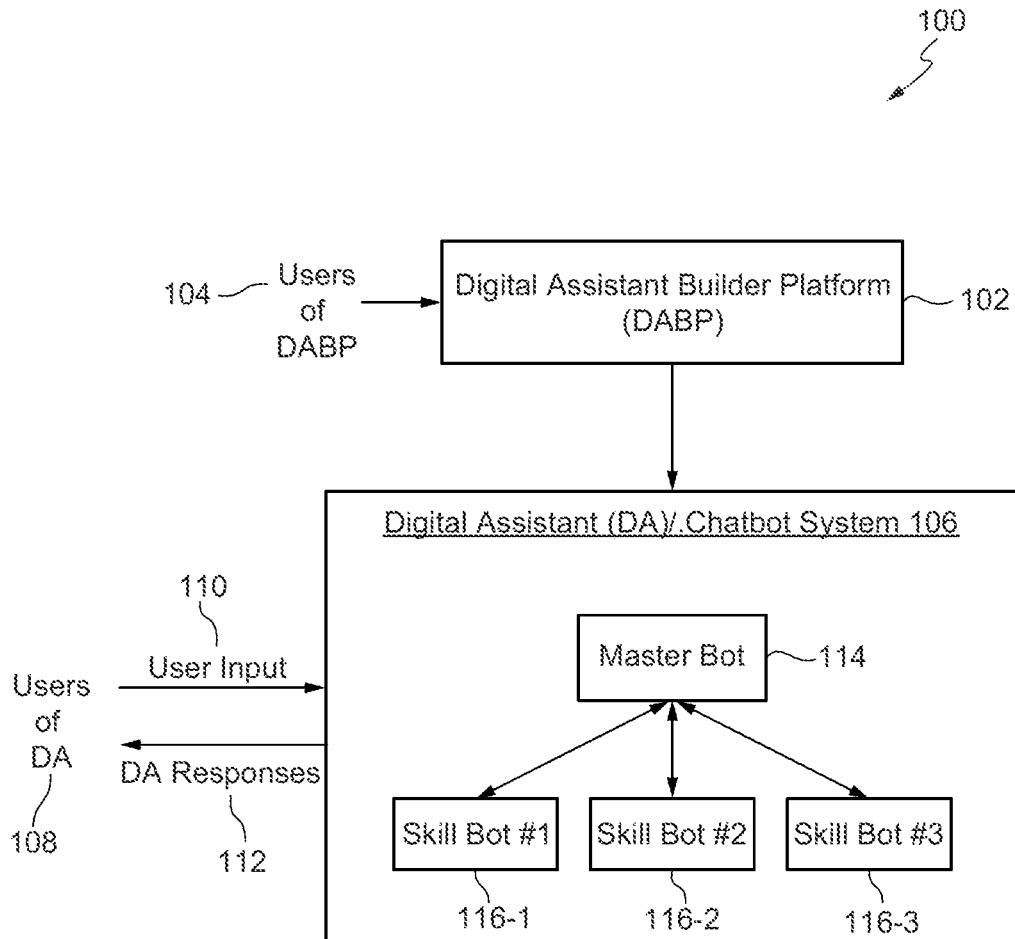 100
104
Users
of
DABP
Digital Assistant Builder Platform
(DABP)
102
Digital Assistant (DA)/.Chatbot System 106
110
User Input
Users
of
DA
108
DA Responses
112
Master Bot
114
Skill Bot #1
Skill Bot #2
Skill Bot #3
116-1
116-2
116-3